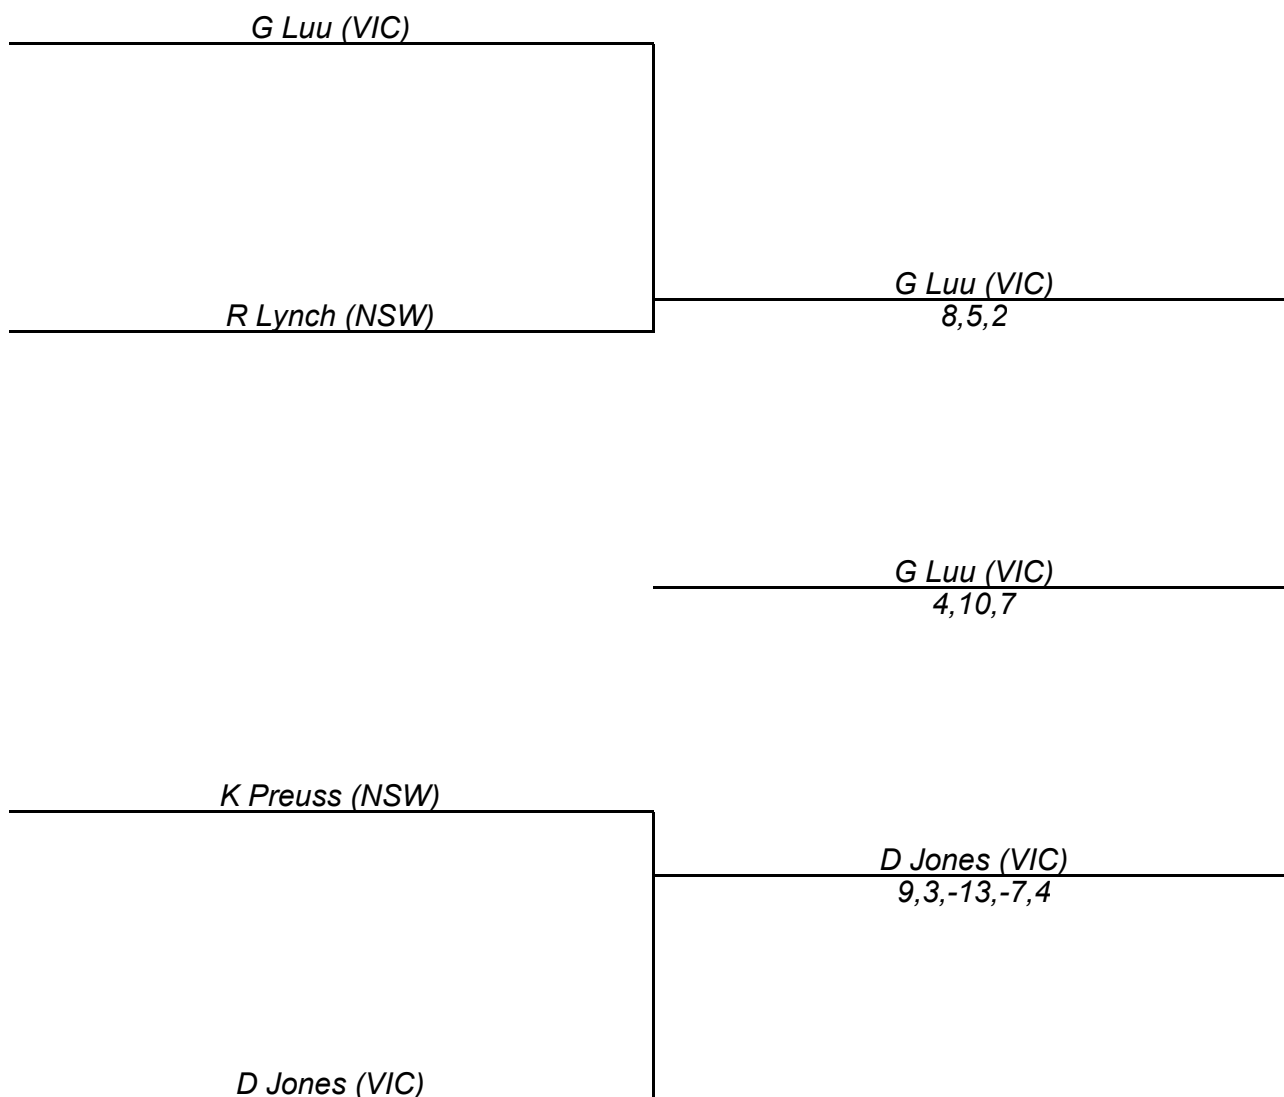 G Luu (VIC)
G Luu (VIC)
R Lynch (NSW)
8,5,2
G Luu (VIC)
4,10,7
K Preuss (NSW)
D Jones (VIC)
9,3,-13,-7,4
D Jones (VIC)